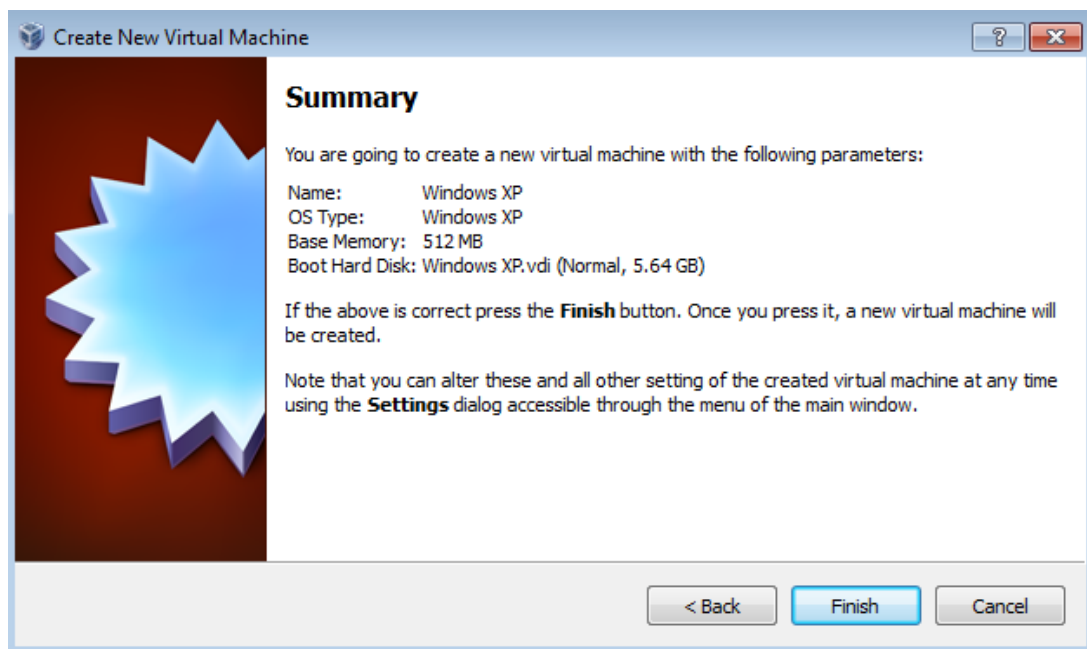 Create New Virtual Machine
Summary
You are going to create a new virtual machine with the following parameters:
Name: Windows XP
OS Type: Windows XP
Base Memory: 512 MB
Boot Hard Disk: Windows XP.vdi (Normal, 5.64 GB)
If the above is correct press the Finish button. Once you press it, a new virtual machine will
be created.
Note that you can alter these and all other setting of the created virtual machine at any time
using the Settings dialog accessible through the menu of the main window.
< Back Finish Cancel